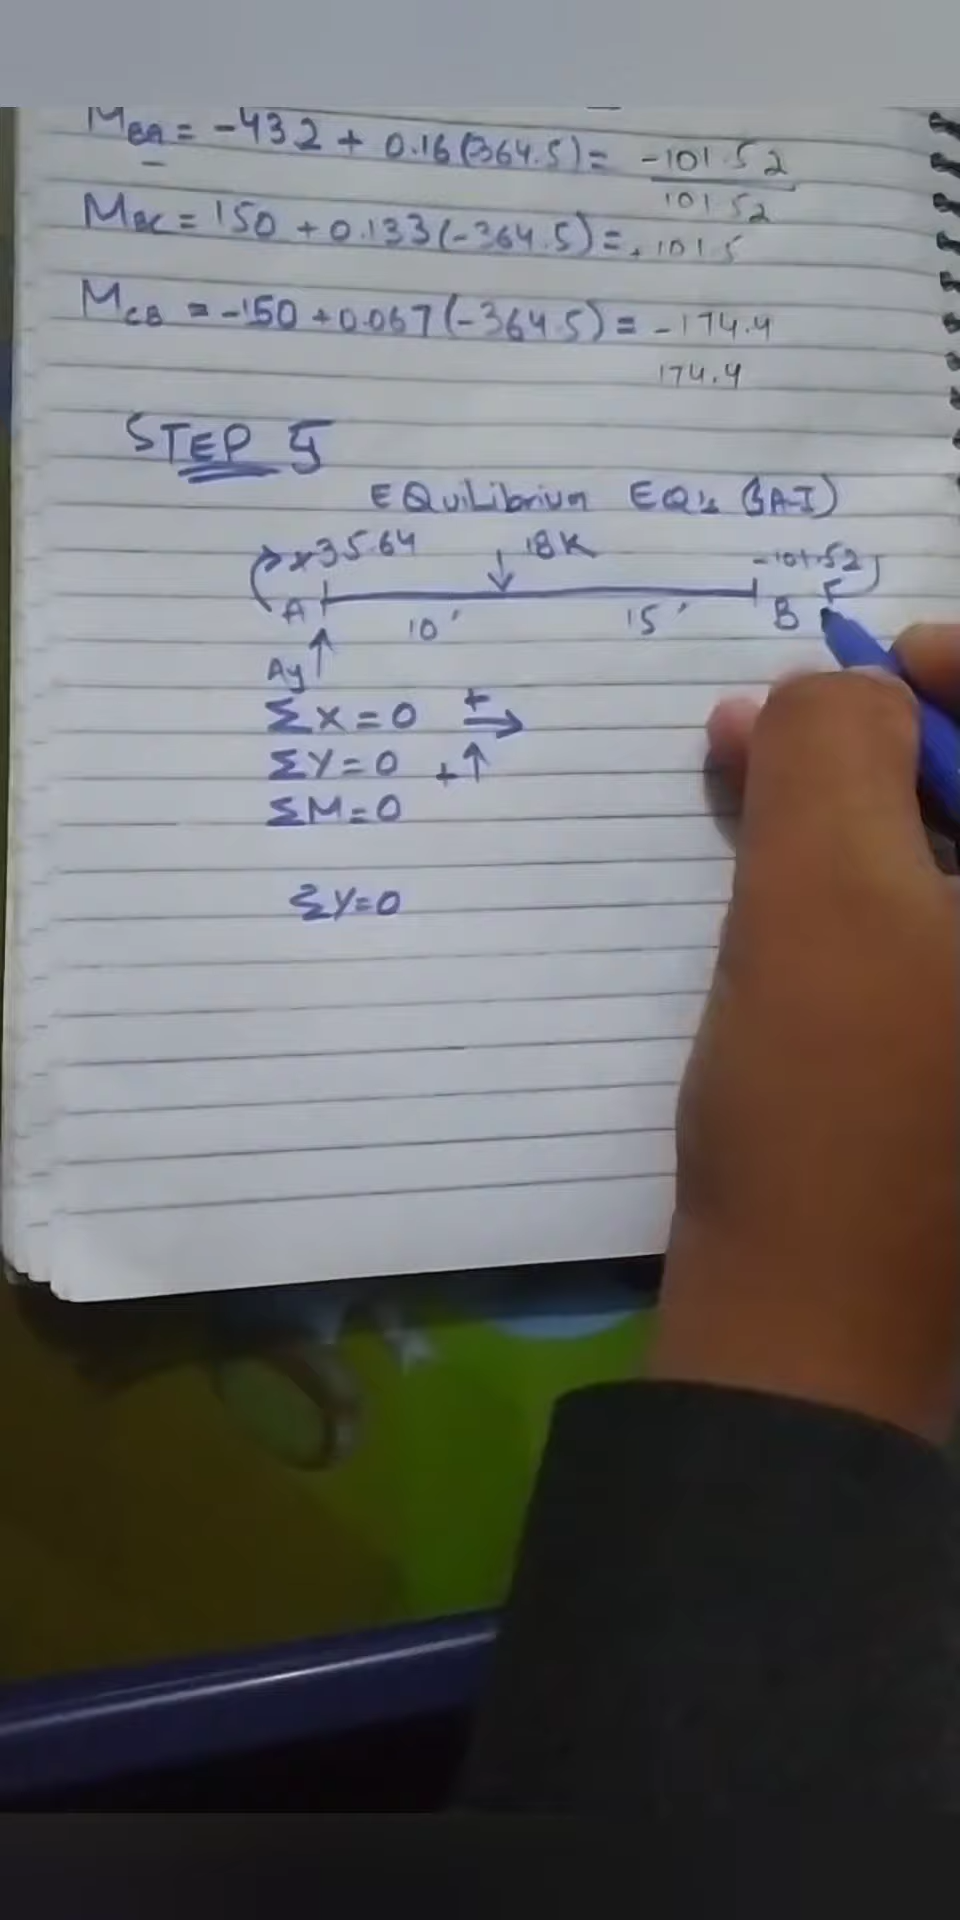 MBA = -432 + 0.16(364.5) = -101.52
101.52
MBC = 150 + 0.133(-364.5) = +101.5
MCB = -150 + 0.067(-364.5) = -174.4
174.4
STEP 5
EQuiLibrium EQ's (BA-I)
+35.64 18K -101.52
A 10' 15' B
Ay ↑
ΣX = 0 + →
ΣY = 0 + ↑
ΣM = 0
ΣY = 0